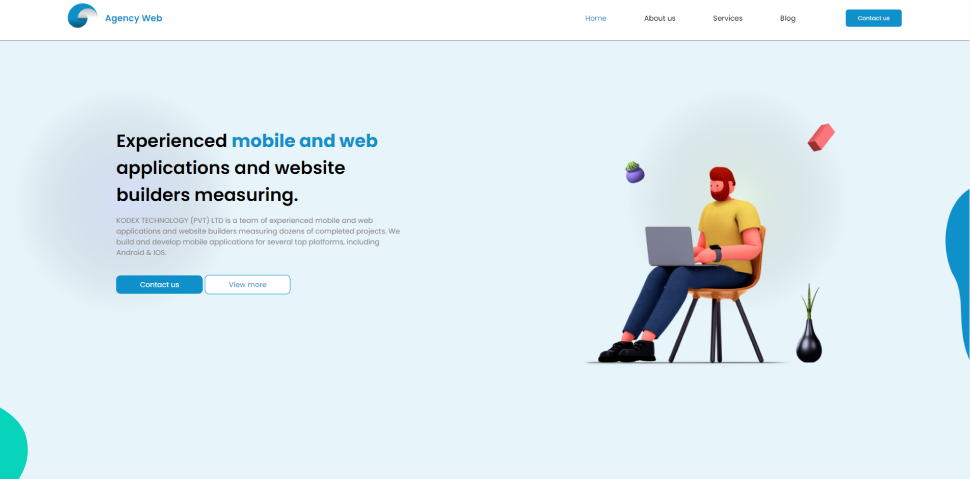 Agency Web
Home
About us
Services
Blog
Contact us
Experienced mobile and web
applications and website
builders measuring.
KODEX TECHNOLOGY (PVT) LTD is a team of experienced mobile and web
applications and website builders measuring dozens of completed projects. We
build and develop mobile applications for several top platforms, including
Android & IOS.
Contact us
View more